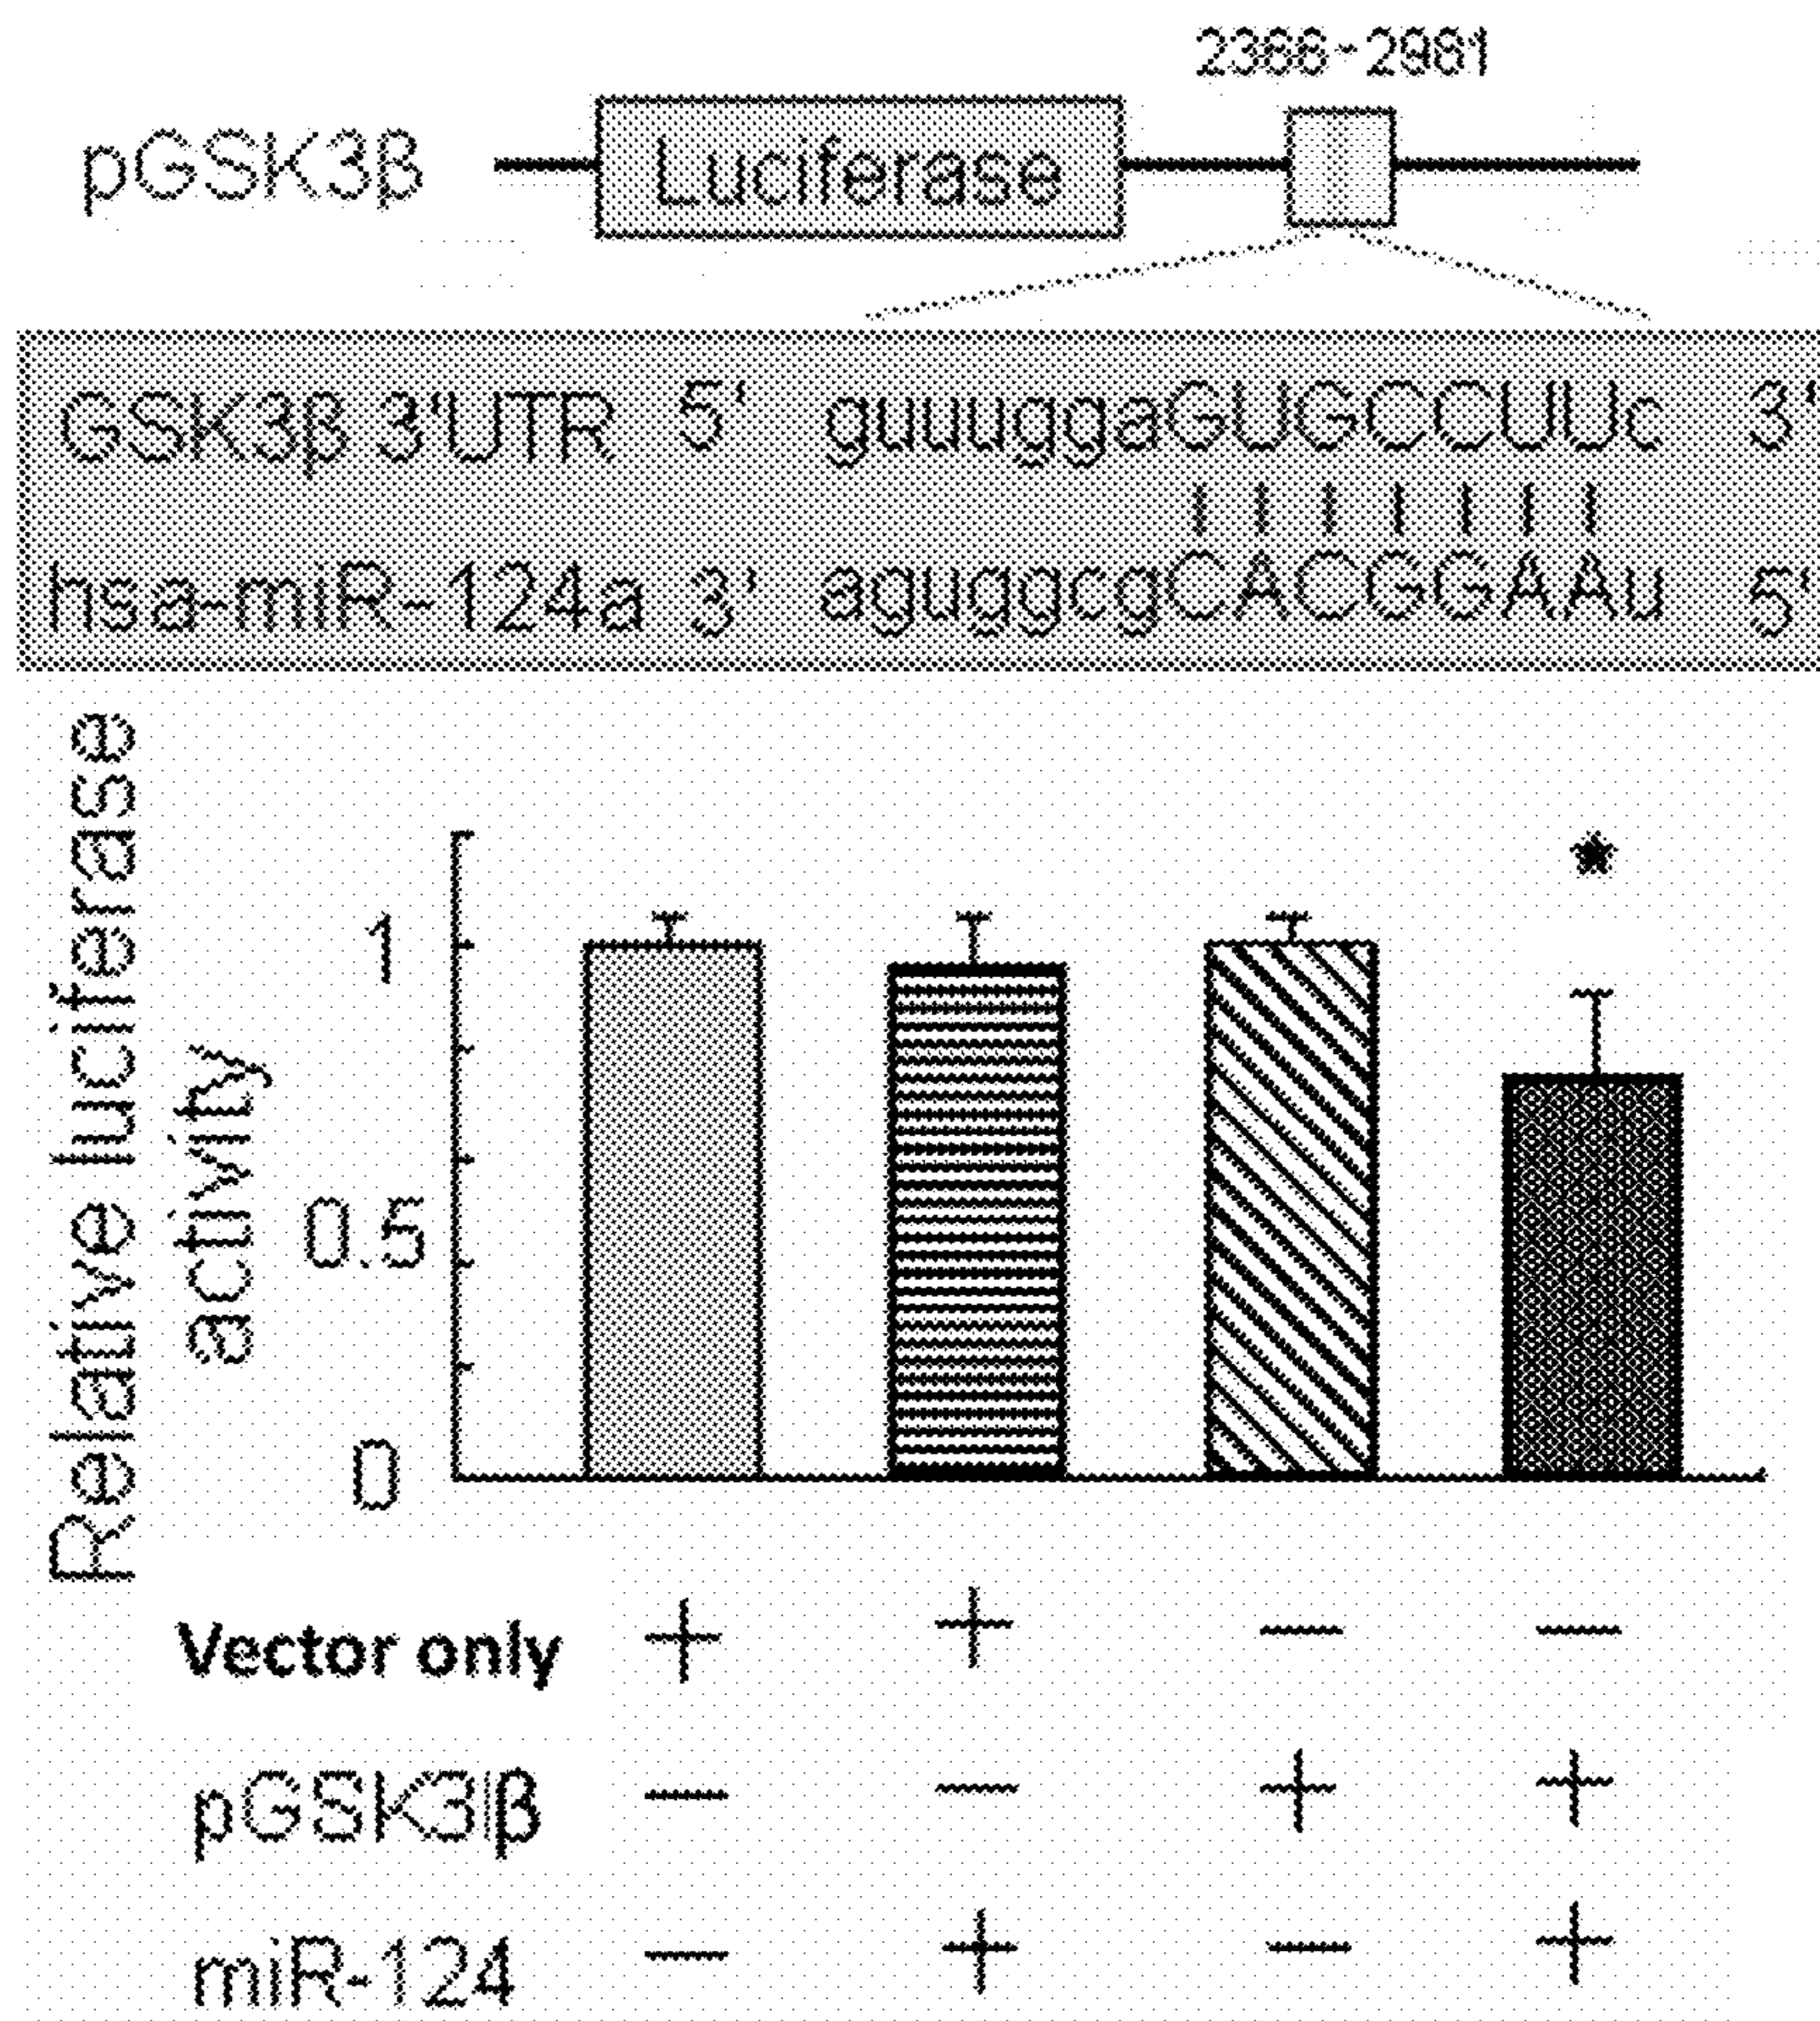 2366-2981
pGSK3β Luciferase
GSK3β 3'UTR 5' guuuggaGUGCCUUc 3'
hsa-miR-124a 3' aguggcgCACGGAAu 5'
Relative luciferase
activity
1
0.5
0
*
Vector only + + − −
pGSK3β − − + +
miR-124 − + − +